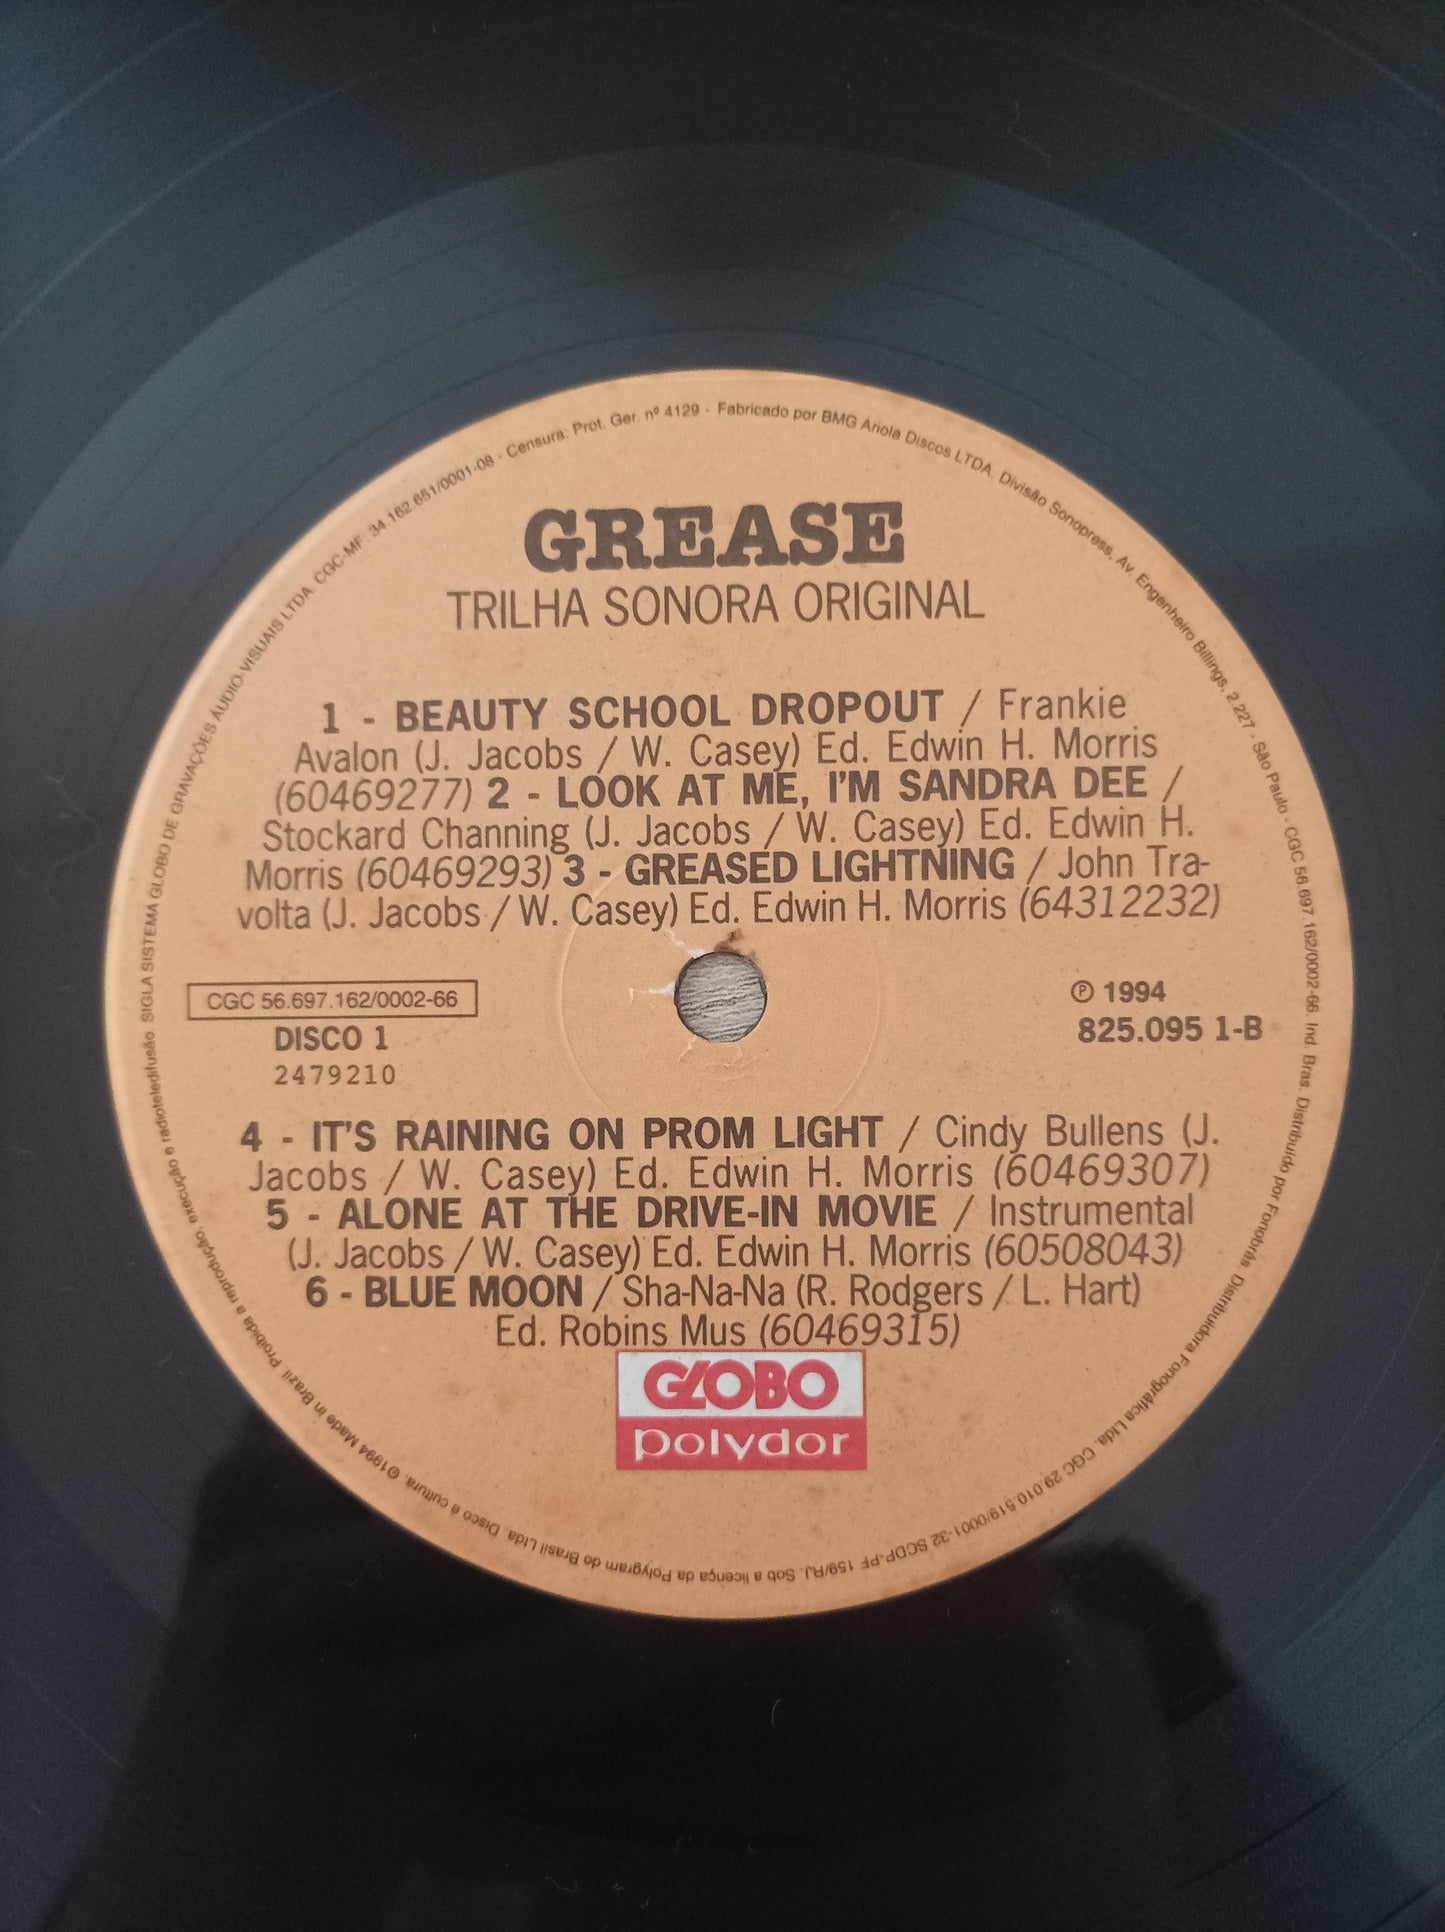 SIGLA SISTEMA GLOBO DE GRAVAÇÕES ÁUDIO-VISUAIS LTDA. CGC-MF. 34.162.651/0001-08 - Censura: Prot. Ger. nº 4129 - Fabricado por BMG Ariola Discos LTDA. Divisão Sonopress, Av. Engenheiro Billings, 2.227 - São Paulo - CGC 56.697.162/0002-66. Ind. Bras. Distribuído por Fonobrás Distribuidora Fonográfica Ltda. CGC 29.010.519/0001-32 SCDP-PF 159/RJ. Sob a licença da Polygram do Brasil Ltda. Disco é cultura. ©1994 Made in Brazil. Proibida a reprodução, execução e radioteledifusão.
GREASE
TRILHA SONORA ORIGINAL
1 - BEAUTY SCHOOL DROPOUT / Frankie
Avalon (J. Jacobs / W. Casey) Ed. Edwin H. Morris
(60469277) 2 - LOOK AT ME, I'M SANDRA DEE /
Stockard Channing (J. Jacobs / W. Casey) Ed. Edwin H.
Morris (60469293) 3 - GREASED LIGHTNING / John Tra-
volta (J. Jacobs / W. Casey) Ed. Edwin H. Morris (64312232)
CGC 56.697.162/0002-66
DISCO 1
2479210
℗ 1994
825.095 1-B
4 - IT'S RAINING ON PROM LIGHT / Cindy Bullens (J.
Jacobs / W. Casey) Ed. Edwin H. Morris (60469307)
5 - ALONE AT THE DRIVE-IN MOVIE / Instrumental
(J. Jacobs / W. Casey) Ed. Edwin H. Morris (60508043)
6 - BLUE MOON / Sha-Na-Na (R. Rodgers / L. Hart)
Ed. Robins Mus (60469315)
GLOBO
polydor